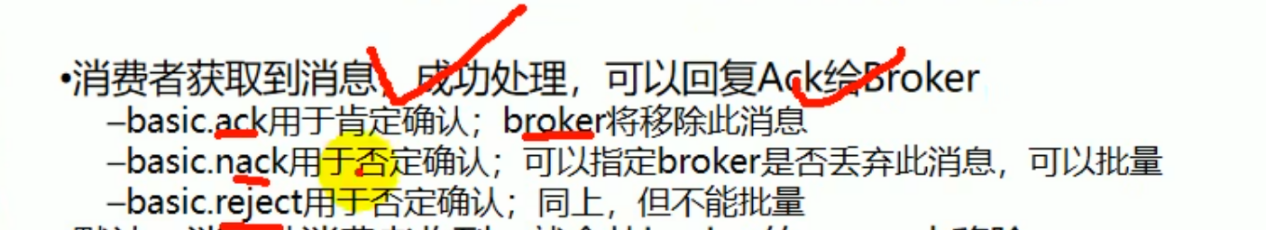 •消费者获取到消息，成功处理，可以回复Ack给Broker
–basic.ack用于肯定确认；broker将移除此消息
–basic.nack用于否定确认；可以指定broker是否丢弃此消息，可以批量
–basic.reject用于否定确认；同上，但不能批量